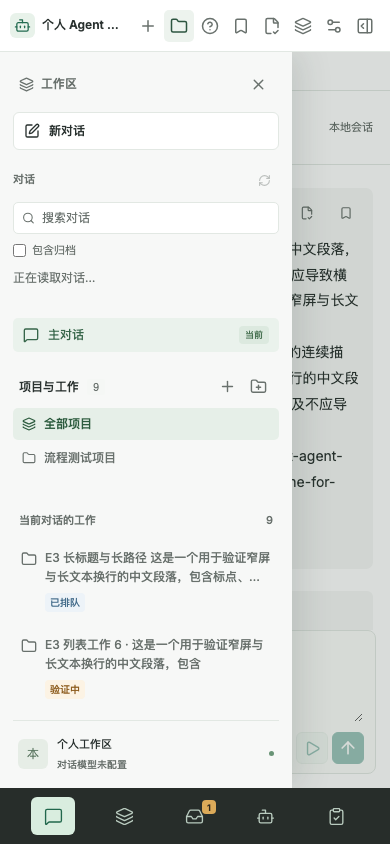 个人 Agent ...
工作区
新对话
本地会话
对话
搜索对话
包含归档
正在读取对话...
中文段落，
应导致横
窄屏与长文
的连续描
行的中文段
及不应导
-agent-
ne-for-
主对话
当前
项目与工作 9
全部项目
流程测试项目
当前对话的工作 9
E3 长标题与长路径 这是一个用于验证窄屏
与长文本换行的中文段落，包含标点、...
已排队
E3 列表工作 6 · 这是一个用于验证窄屏与
长文本换行的中文段落，包含
验证中
本
个人工作区
对话模型未配置
1